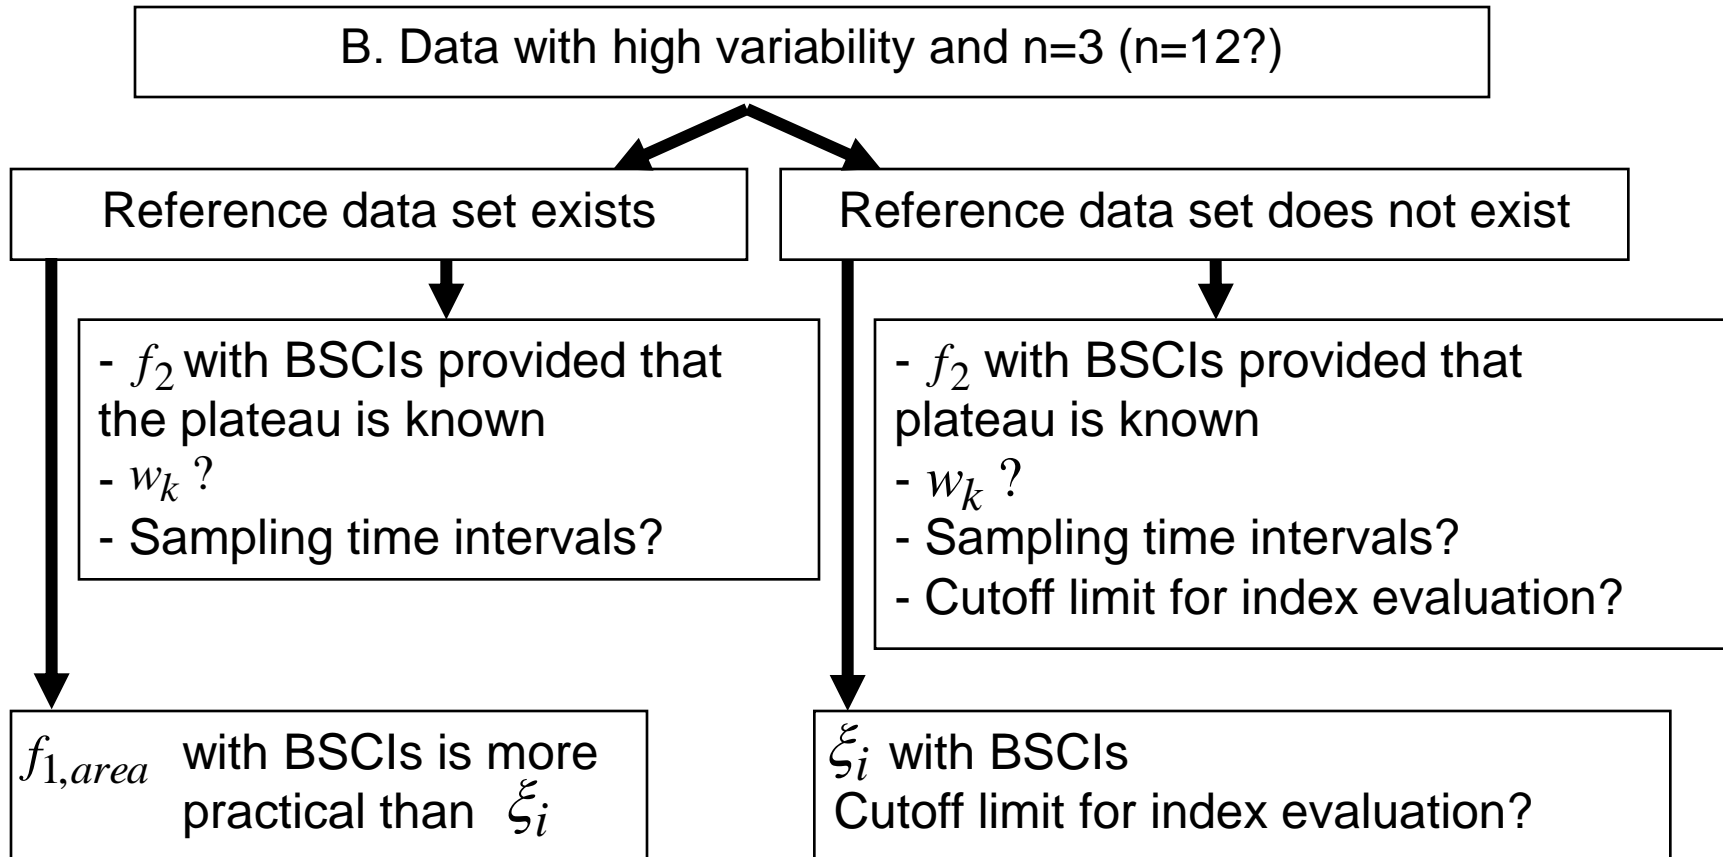 B. Data with high variability and n=3 (n=12?)
Reference data set exists
Reference data set does not exist
- f₂ with BSCIs provided that
the plateau is known
- wₖ ?
- Sampling time intervals?
- f₂ with BSCIs provided that
plateau is known
- wₖ ?
- Sampling time intervals?
- Cutoff limit for index evaluation?
f₁,area with BSCIs is more
practical than ξᵢ
ξᵢ with BSCIs
Cutoff limit for index evaluation?